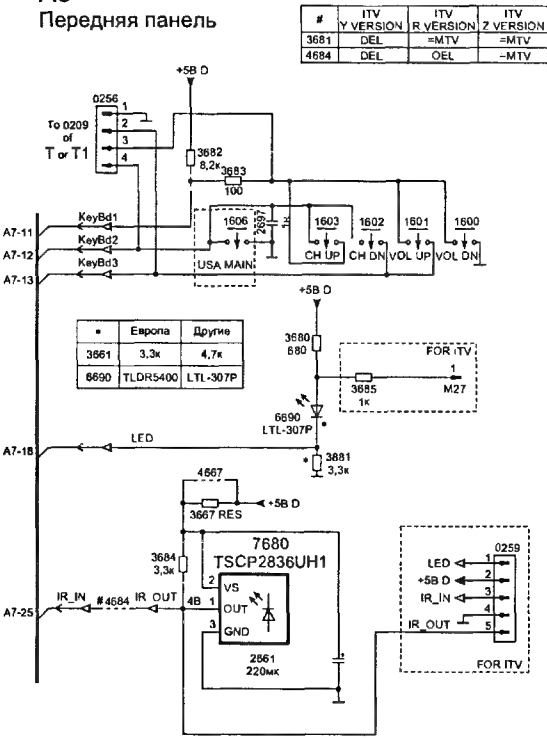 Передняя панель
# ITV Y VERSION ITV R VERSION ITV Z VERSION
3681 DEL =MTV =MTV
4684 DEL OEL -MTV
+5В D
0256
1
2
3
4
To 0209
of
T or T1
3682
8,2к
3683
100
KeyBd1
A7-11
KeyBd2
A7-12
KeyBd3
A7-13
1606
USA MAIN
2697
1к
1603
CH UP
1602
CH DN
1601
VOL UP
1600
VOL DN
+5В D
* Европа Другие
3661 3,3к 4,7к
6690 TLDR5400 LTL-307P
3680
680
FOR iTV
3685
1к
1
M27
6690
LTL-307P
*
LED
A7-18
* 3881
3,3к
4667
3667 RES
+5В D
3684
3,3к
7680
TSCP2836UH1
2 VS
1 OUT
3 GND
4В
IR_IN
#4684
IR_OUT
A7-25
2661
220мк
0259
LED 1
+5В D 2
IR_IN 3
4
IR_OUT 5
FOR ITV